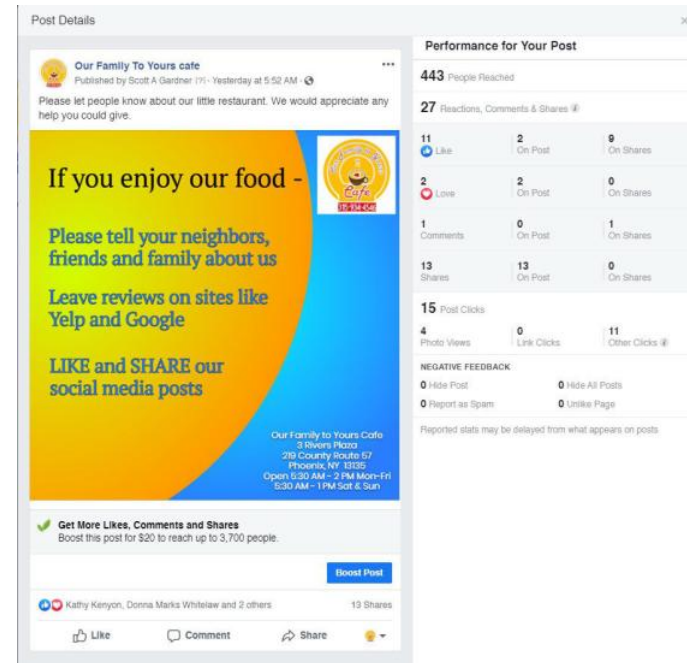 Post Details
Our Family To Yours cafe
Published by Scott A Gardner [?] · Yesterday at 5:52 AM ·
Please let people know about our little restaurant. We would appreciate any
help you could give.
If you enjoy our food -
Cafe
315-934-4546
Please tell your neighbors,
friends and family about us
Leave reviews on sites like
Yelp and Google
LIKE and SHARE our
social media posts
Our Family to Yours Cafe
3 Rivers Plaza
219 County Route 57
Phoenix, NY 13135
Open 5:30 AM - 2 PM Mon-Fri
5:30 AM - 1 PM Sat & Sun
Get More Likes, Comments and Shares
Boost this post for $20 to reach up to 3,700 people.
Boost Post
Kathy Kenyon, Donna Marks Whitelaw and 2 others
13 Shares
Like
Comment
Share
Performance for Your Post
443 People Reached
27 Reactions, Comments & Shares
11 2 9
Like On Post On Shares
2 2 0
Love On Post On Shares
1 0 1
Comments On Post On Shares
13 13 0
Shares On Post On Shares
15 Post Clicks
4 0 11
Photo Views Link Clicks Other Clicks
NEGATIVE FEEDBACK
0 Hide Post 0 Hide All Posts
0 Report as Spam 0 Unlike Page
Reported stats may be delayed from what appears on posts